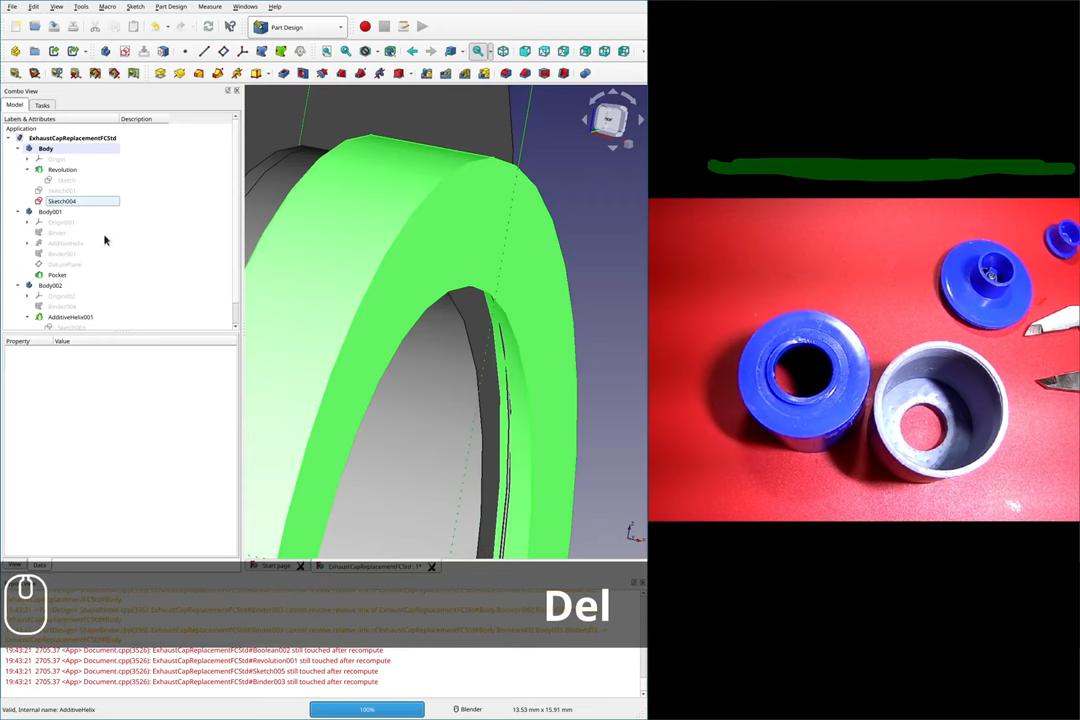 File Edit View Tools Macro Sketch Part Design Measure Windows Help
Part Design
Combo View
Model Tasks
Labels & Attributes Description
Application
ExhaustCapReplacementFCStd
Body
Origin
Revolution
Sketch
Sketch001
Sketch004
Body001
Origin001
Binder
AdditiveHelix
Binder001
DatumPlane
Pocket
Body002
Origin002
Binder004
AdditiveHelix001
Sketch003
Property Value
View Data
Start page ExhaustCapReplacementFCStd : 1*
Del
19:43:21 2705.37 <App> Document.cpp(3526): ExhaustCapReplacementFCStd#Boolean002 still touched after recompute
19:43:21 2705.37 <App> Document.cpp(3526): ExhaustCapReplacementFCStd#Revolution001 still touched after recompute
19:43:21 2705.37 <App> Document.cpp(3526): ExhaustCapReplacementFCStd#Sketch005 still touched after recompute
19:43:21 2705.37 <App> Document.cpp(3526): ExhaustCapReplacementFCStd#Binder003 still touched after recompute
Valid, Internal name: AdditiveHelix 100% Blender 13.53 mm x 15.91 mm